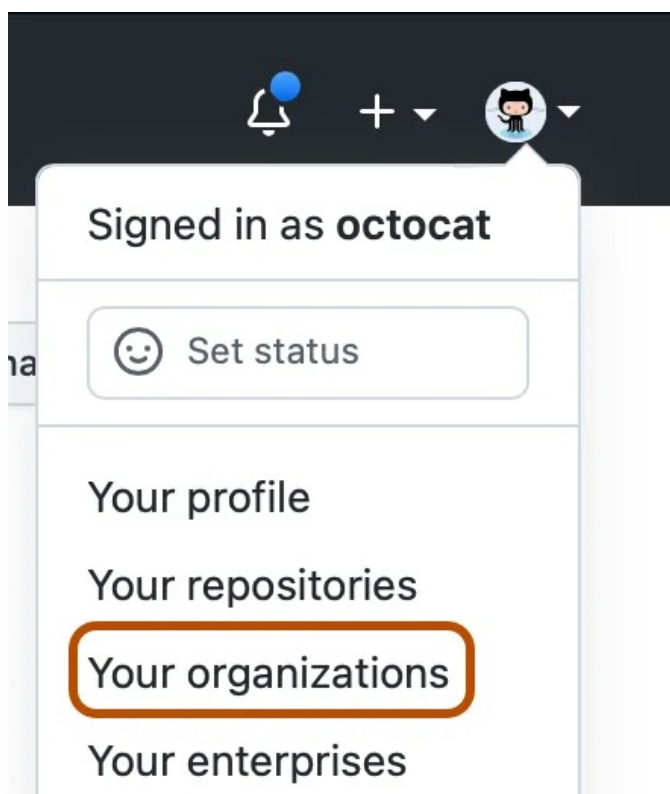 Signed in as octocat
Set status
Your profile
Your repositories
Your organizations
Your enterprises